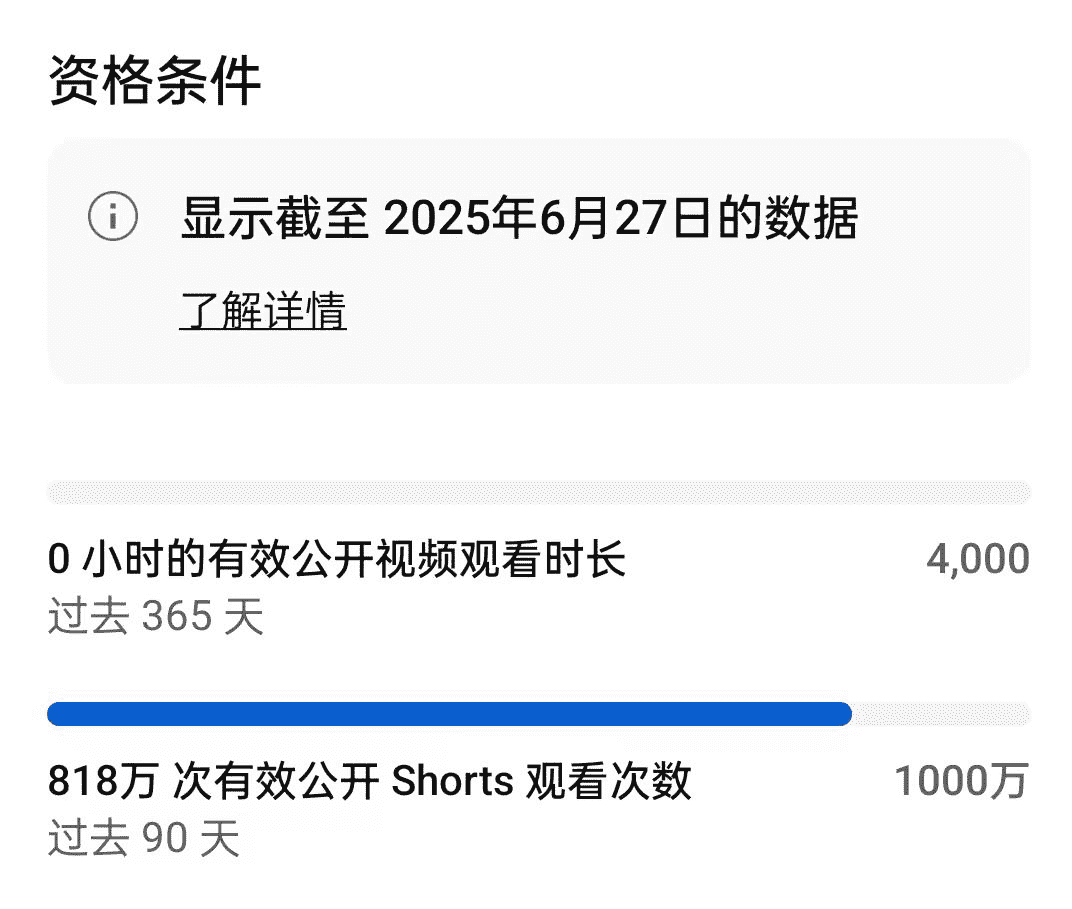 资格条件
显示截至 2025年6月27日的数据
了解详情
0 小时的有效公开视频观看时长 4,000
过去 365 天
818万 次有效公开 Shorts 观看次数 1000万
过去 90 天